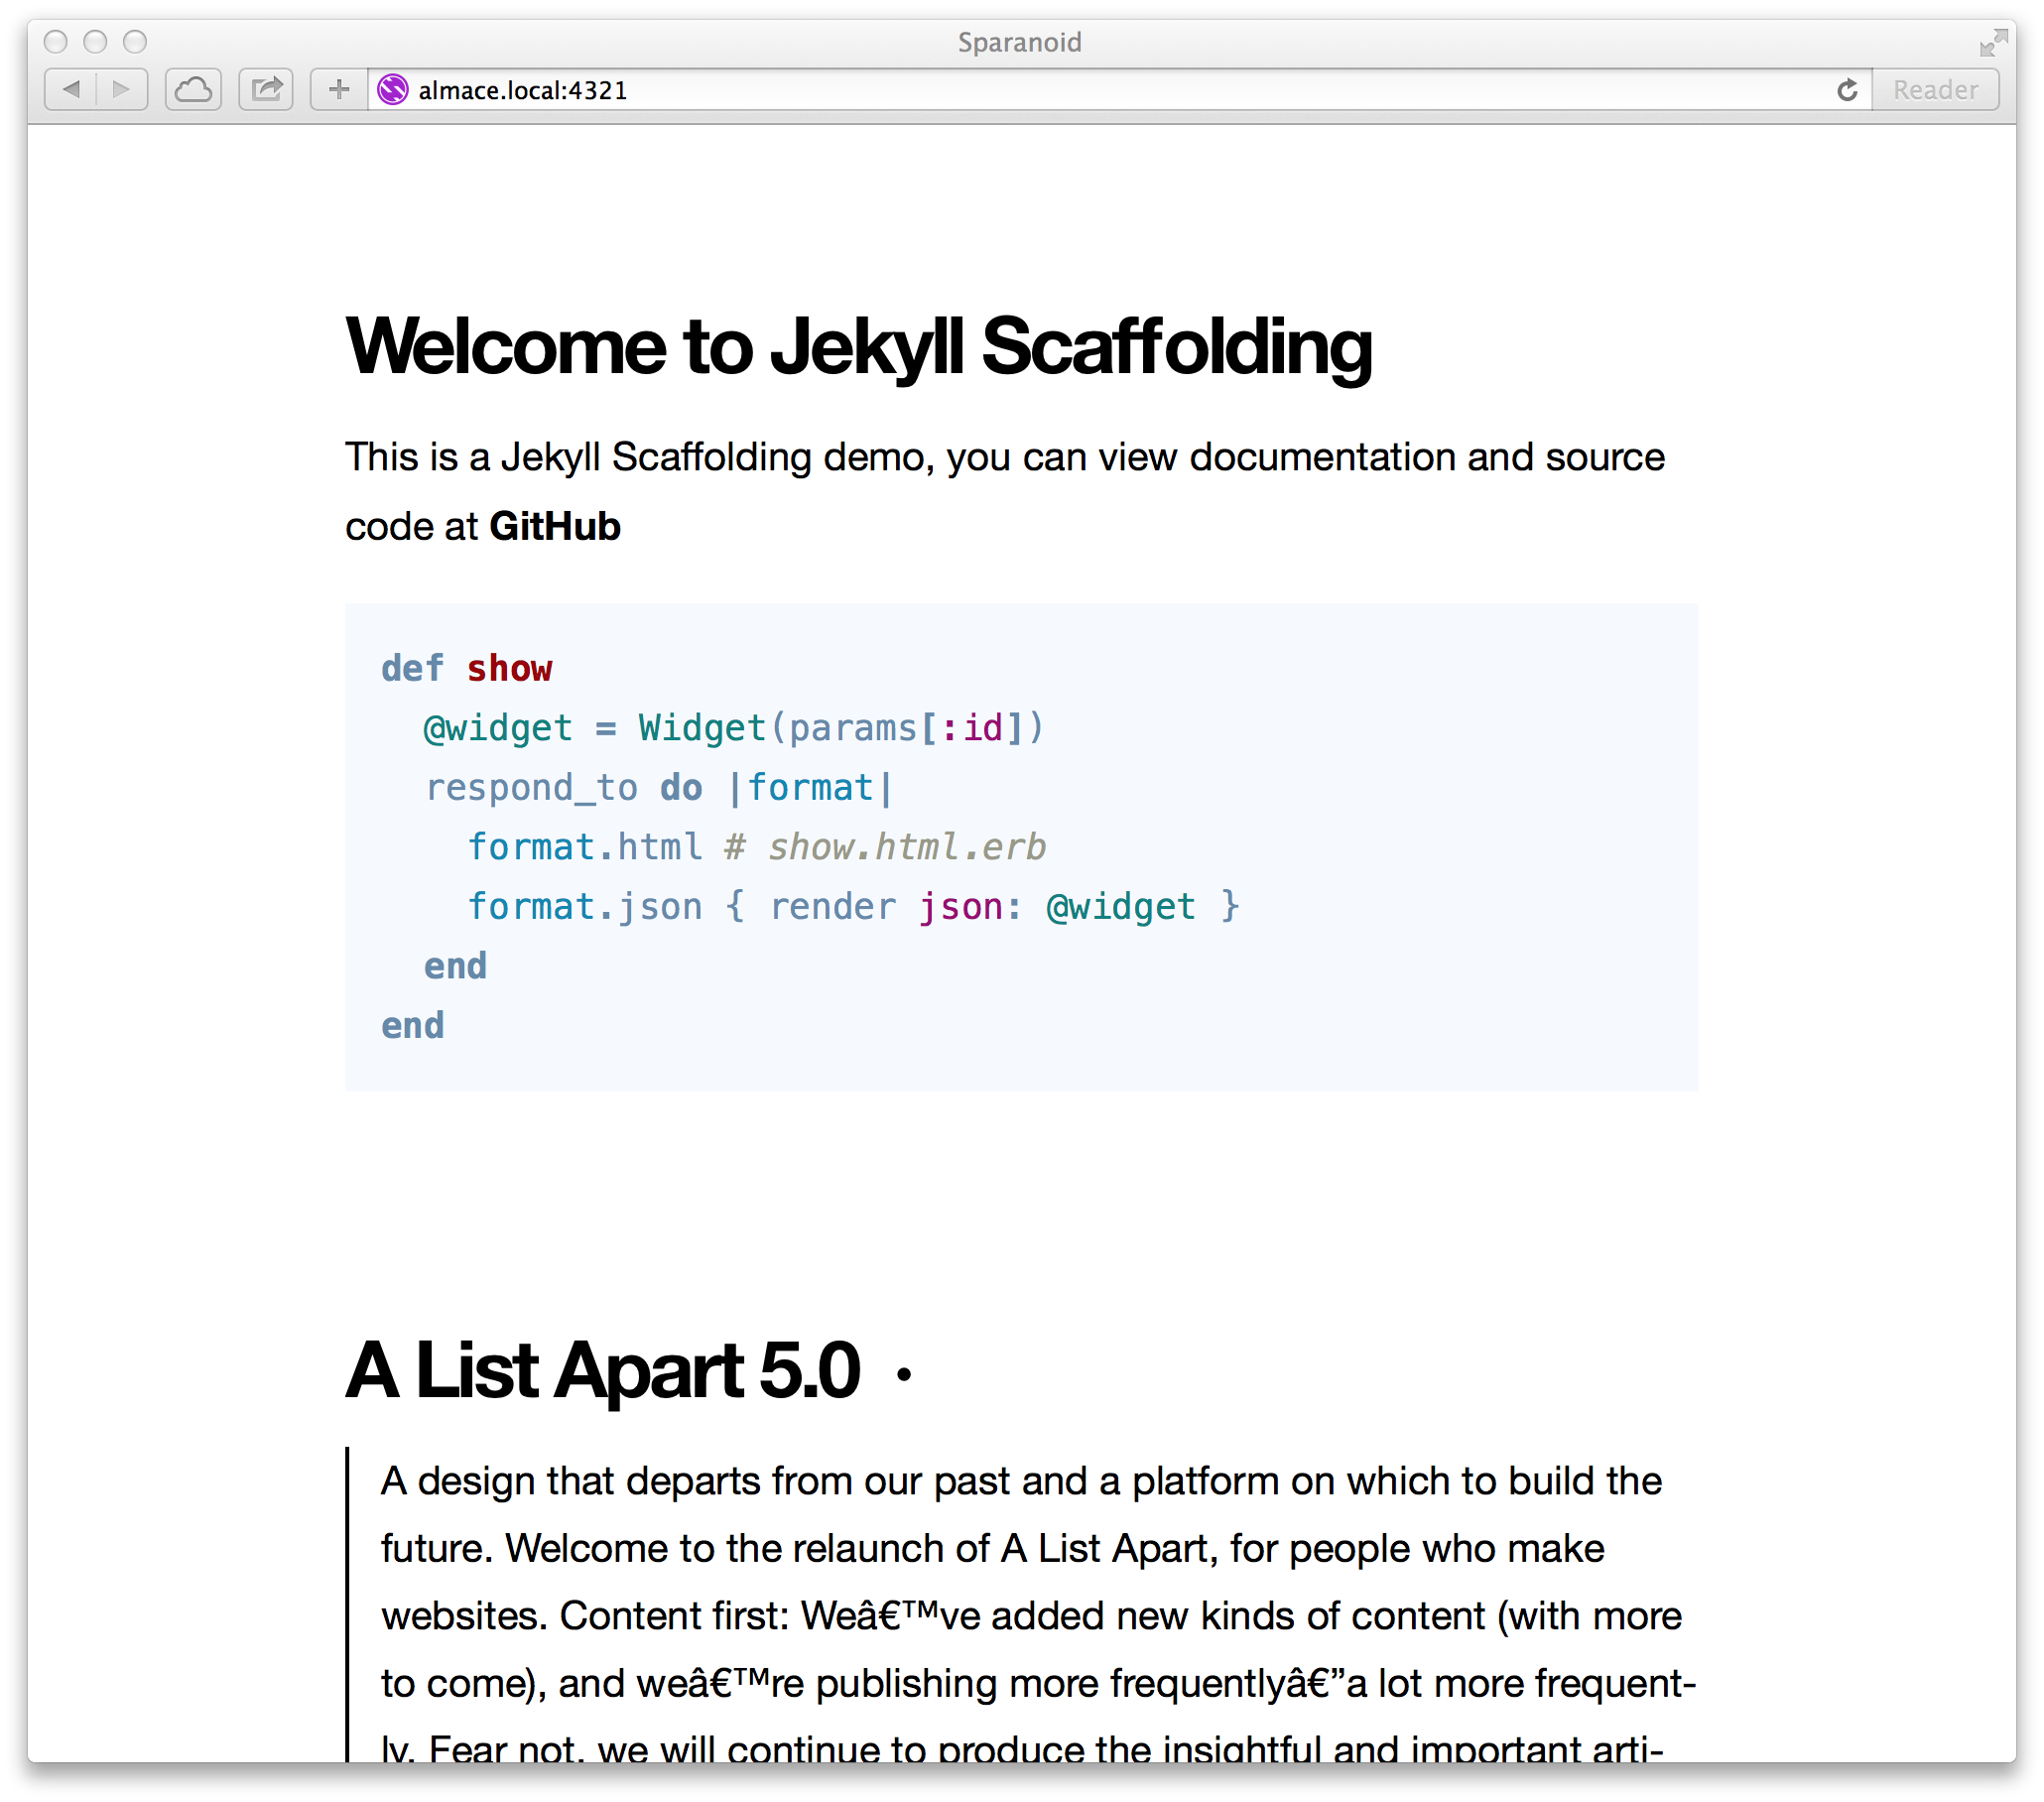 Sparanoid
almace.local:4321
Reader
Welcome to Jekyll Scaffolding
This is a Jekyll Scaffolding demo, you can view documentation and source
code at GitHub
def show
  @widget = Widget(params[:id])
  respond_to do |format|
    format.html # show.html.erb
    format.json { render json: @widget }
  end
end
A List Apart 5.0 •
A design that departs from our past and a platform on which to build the
future. Welcome to the relaunch of A List Apart, for people who make
websites. Content first: Weâ€™ve added new kinds of content (with more
to come), and weâ€™re publishing more frequentlyâ€”a lot more frequent-
ly. Fear not, we will continue to produce the insightful and important arti-